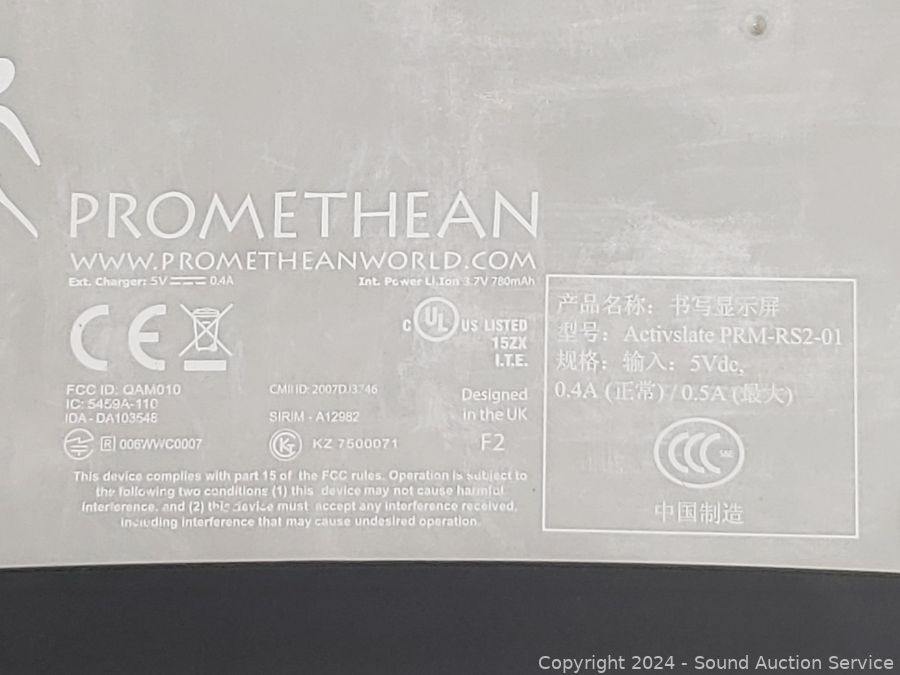 PROMETHEAN
WWW.PROMETHEANWORLD.COM
Ext. Charger: 5V 0.4A Int. Power Li.Ion 3.7V 780mAh
CE
C UL US LISTED
15ZX
I.T.E.
FCC ID: QAM010
IC: 5459A-110
IDA - DA103548
CMII ID: 2007DJ3746
SIRIM - A12982
Designed
in the UK
R 006WWC0007
KZ 7500071
F2
This device complies with part 15 of the FCC rules. Operation is subject to
the following two conditions (1) this device may not cause harmful
interference, and (2) this device must accept any interference received,
including interference that may cause undesired operation.
产品名称：书写显示屏
型号：Activslate PRM-RS2-01
规格：输入：5Vdc,
0.4A (正常) / 0.5A (最大)
CCC S&E
中国制造
Copyright 2024 - Sound Auction Service